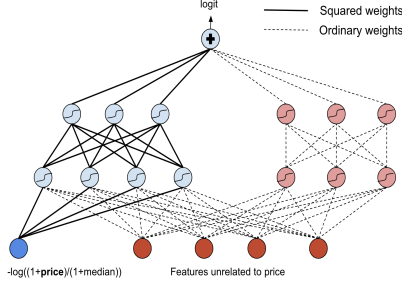 logit
Squared weights
Ordinary weights
-log((1+price)/(1+median))
Features unrelated to price